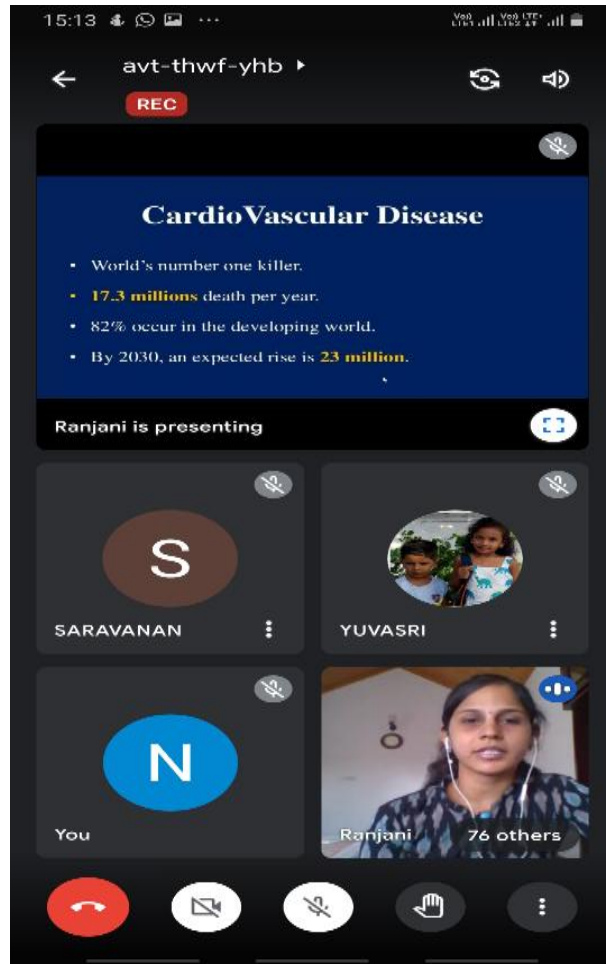 15:13
avt-thwf-yhb
REC
CardioVascular Disease
• World's number one killer.
• 17.3 millions death per year.
• 82% occur in the developing world.
• By 2030, an expected rise is 23 million.
Ranjani is presenting
S
SARAVANAN
YUVASRI
N
You
Ranjani 76 others